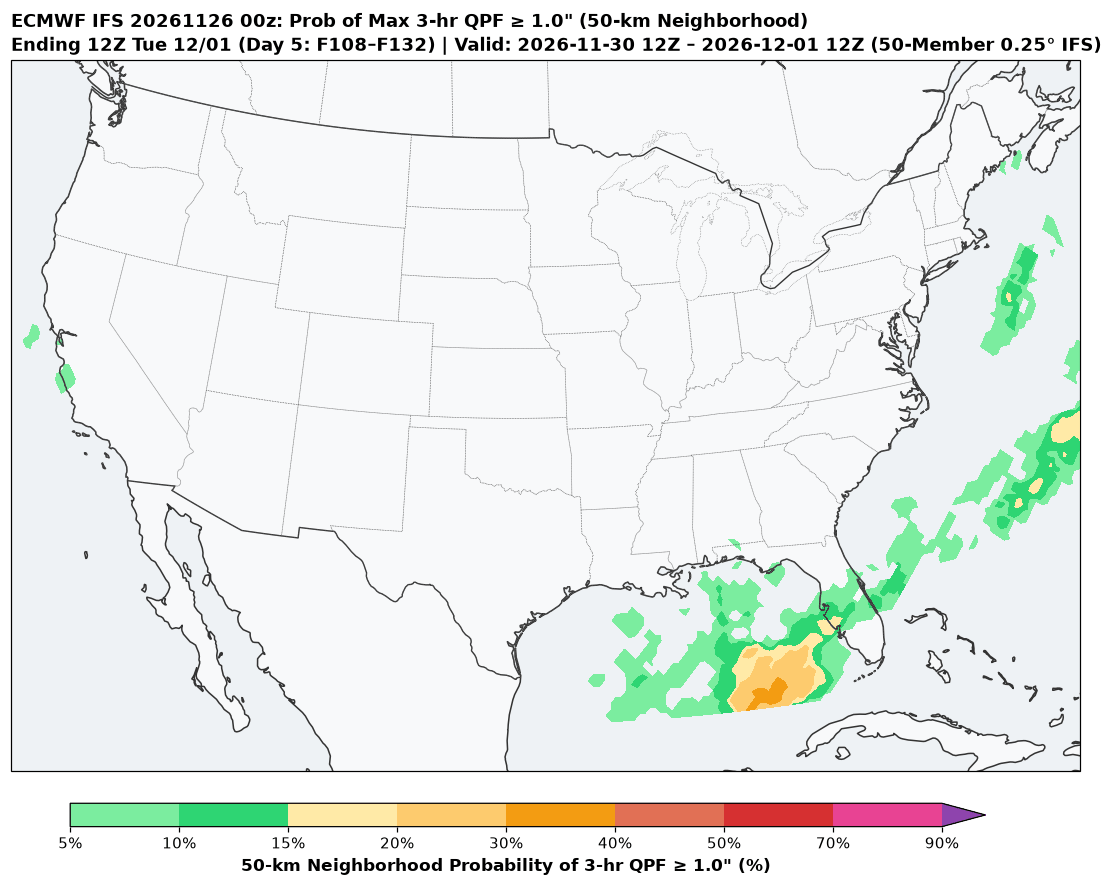 ECMWF IFS 20261126 00z: Prob of Max 3-hr QPF ≥ 1.0" (50-km Neighborhood)
Ending 12Z Tue 12/01 (Day 5: F108–F132) | Valid: 2026-11-30 12Z – 2026-12-01 12Z (50-Member 0.25° IFS)
5% 10% 15% 20% 30% 40% 50% 70% 90%
50-km Neighborhood Probability of 3-hr QPF ≥ 1.0" (%)